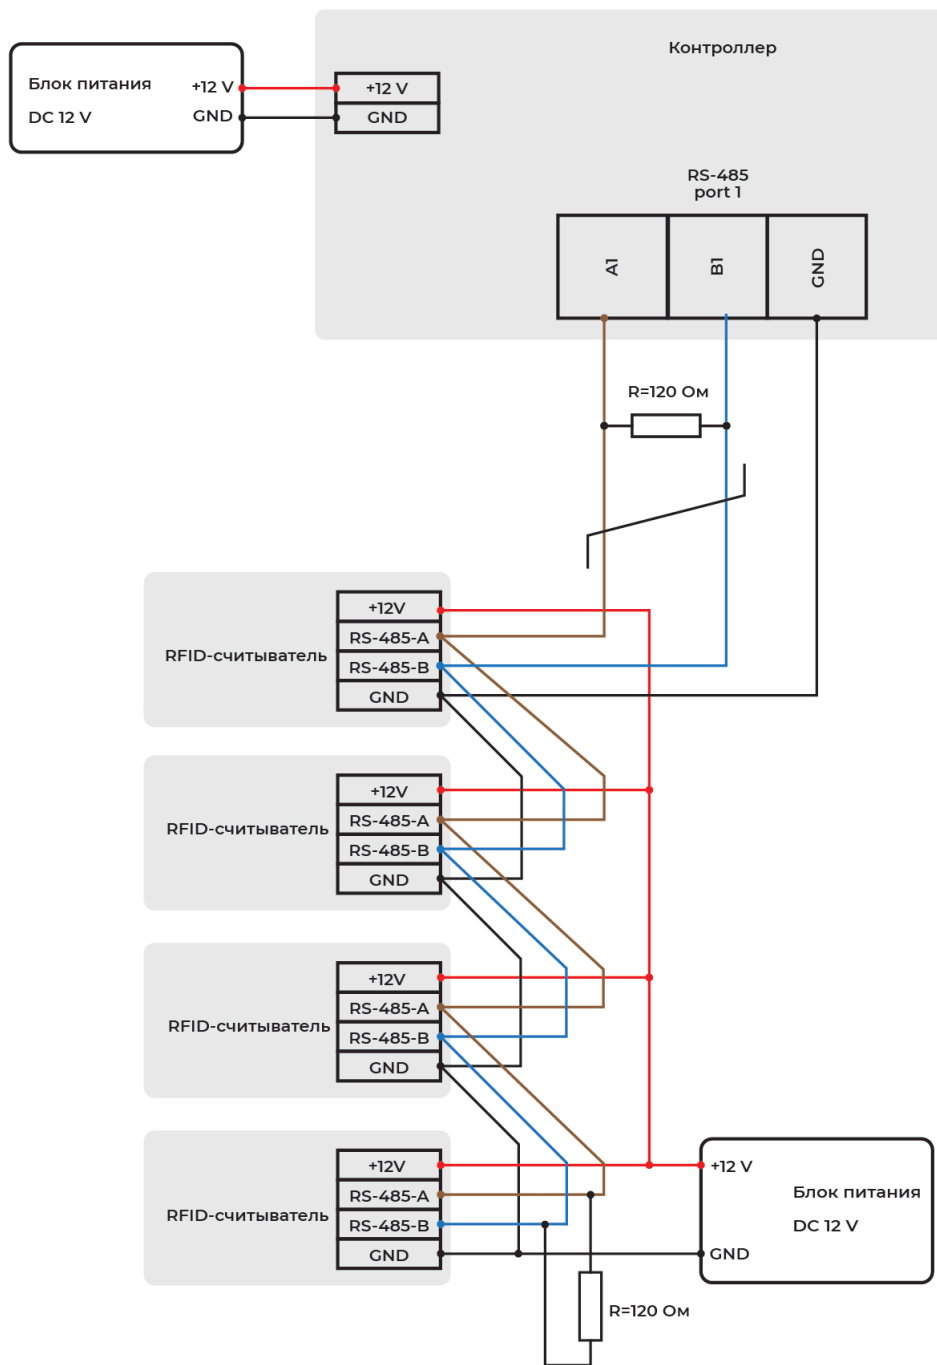 Контроллер
Блок питания
DC 12 V
+12 V
GND
+12 V
GND
RS-485
port 1
A1
B1
GND
R=120 Ом
RFID-считыватель
+12V
RS-485-A
RS-485-B
GND
RFID-считыватель
+12V
RS-485-A
RS-485-B
GND
RFID-считыватель
+12V
RS-485-A
RS-485-B
GND
RFID-считыватель
+12V
RS-485-A
RS-485-B
GND
+12 V
GND
Блок питания
DC 12 V
R=120 Ом